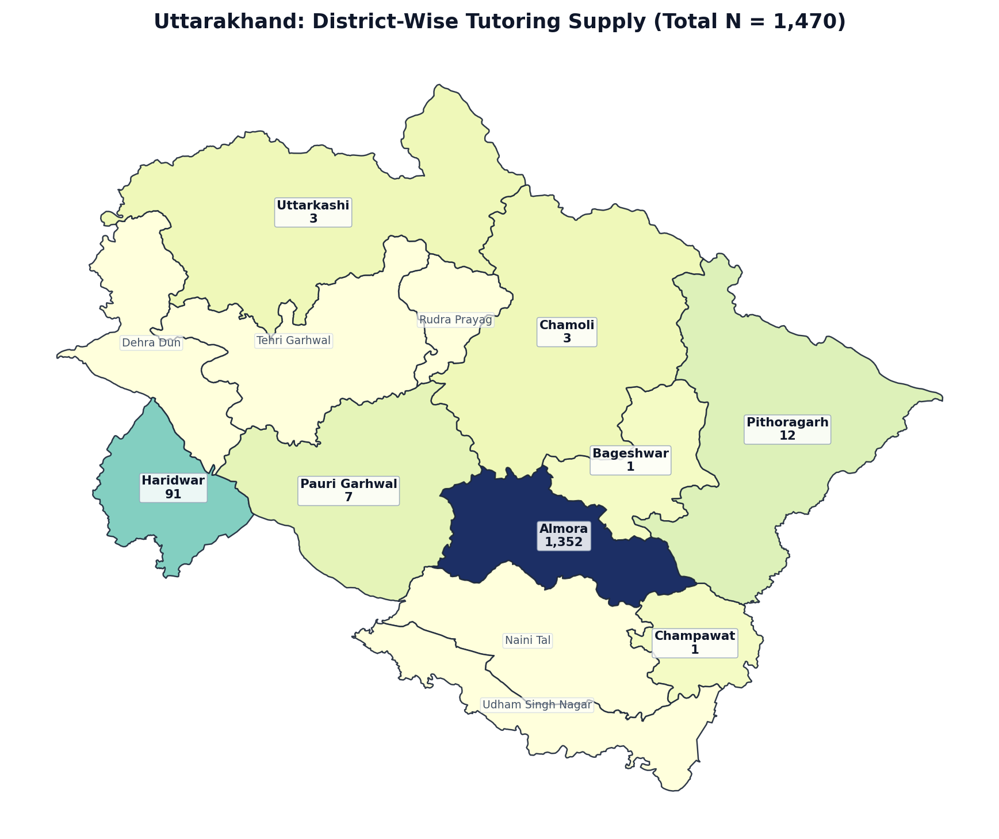 Uttarakhand: District-Wise Tutoring Supply (Total N = 1,470)
Uttarkashi
3
Rudra Prayag
Chamoli
3
Dehra Dun
Tehri Garhwal
Pithoragarh
12
Bageshwar
1
Haridwar
91
Pauri Garhwal
7
Almora
1,352
Naini Tal
Champawat
1
Udham Singh Nagar